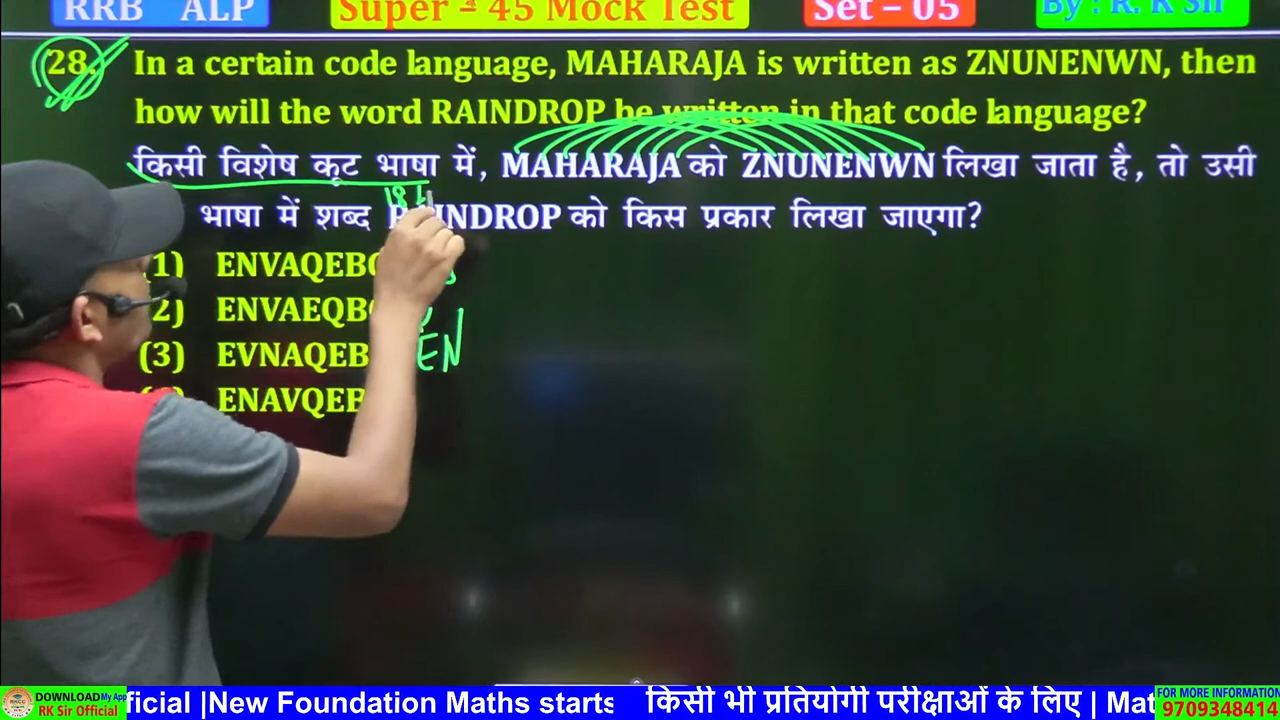 RRB ALP Super - 45 Mock Test Set – 05 By : R. K Sir
28. In a certain code language, MAHARAJA is written as ZNUNENWN, then
how will the word RAINDROP be written in that code language?
किसी विशेष कूट भाषा में, MAHARAJA को ZNUNENWN लिखा जाता है, तो उसी
भाषा में शब्द RAINDROP को किस प्रकार लिखा जाएगा?
18
(1) ENVAQEB
(2) ENVAEQB
(3) EVNAQEB
EN
ENAVQEB
DOWNLOAD My App
RK Sir Official
ficial |New Foundation Maths starts किसी भी प्रतियोगी परीक्षाओं के लिए | Mat
FOR MORE INFORMATION
9709348414